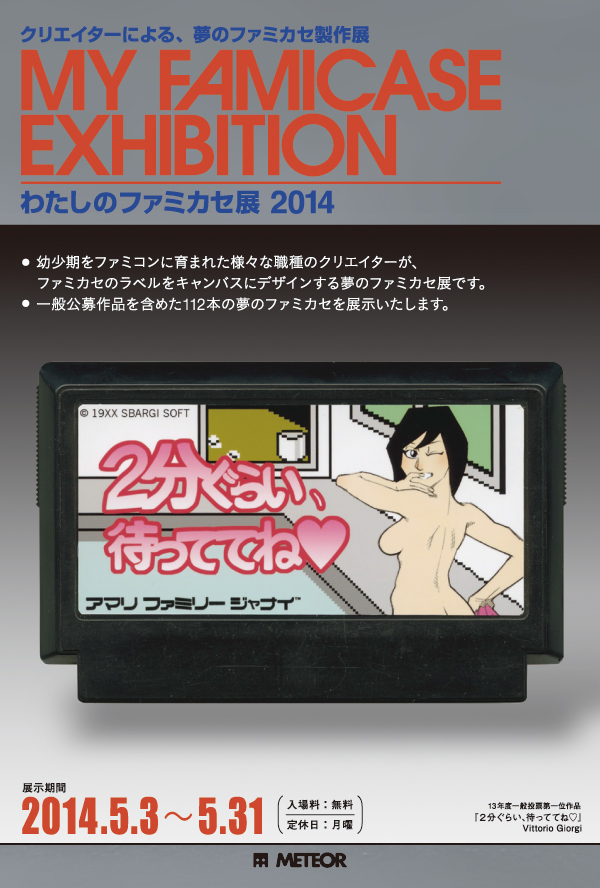 クリエイターによる、夢のファミカセ製作展
MY FAMICASE
EXHIBITION
わたしのファミカセ展 2014
● 幼少期をファミコンに育まれた様々な職種のクリエイターが、
ファミカセのラベルをキャンバスにデザインする夢のファミカセ展です。
● 一般公募作品を含めた112本の夢のファミカセを展示いたします。
© 19XX SBARGI SOFT
2分ぐらい、
待っててね♥
アマリ ファミリー ジャナイ™
展示期間
2014.5.3～5.31
入場料：無料
定休日：月曜
13年度一般投票第一位作品
『2分ぐらい、待っててね♡』
Vittorio Giorgi
METEOR